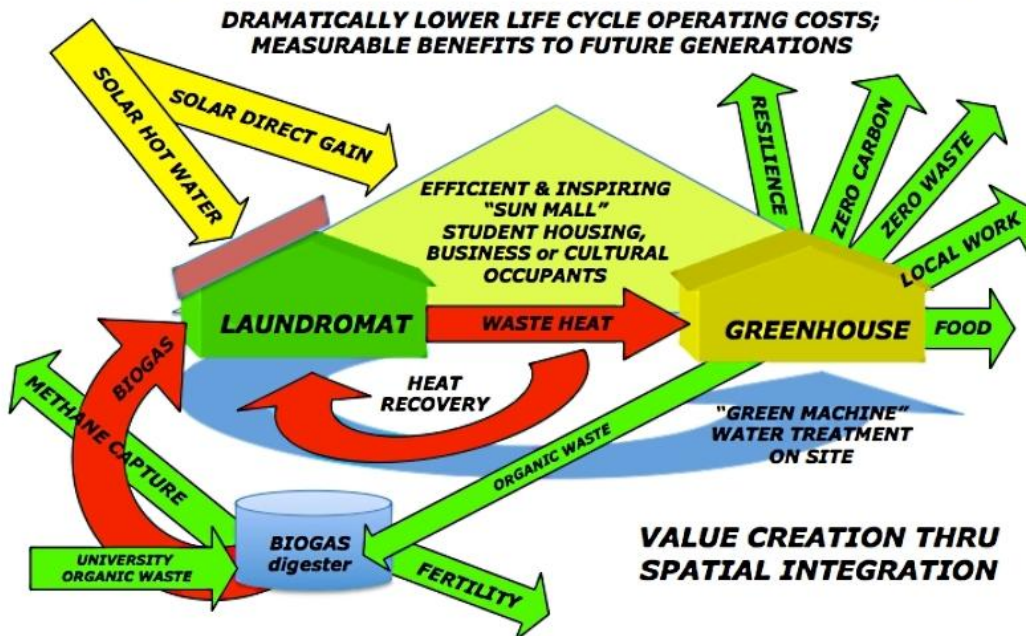 DRAMATICALLY LOWER LIFE CYCLE OPERATING COSTS;
MEASURABLE BENEFITS TO FUTURE GENERATIONS
SOLAR HOT WATER
SOLAR DIRECT GAIN
EFFICIENT & INSPIRING
"SUN MALL"
STUDENT HOUSING,
BUSINESS or CULTURAL
OCCUPANTS
RESILIENCE
ZERO CARBON
ZERO WASTE
LOCAL WORK
FOOD
LAUNDROMAT
WASTE HEAT
GREENHOUSE
BIOGAS
METHANE CAPTURE
HEAT
RECOVERY
ORGANIC WASTE
"GREEN MACHINE"
WATER TREATMENT
ON SITE
UNIVERSITY
ORGANIC WASTE
BIOGAS
digester
FERTILITY
VALUE CREATION THRU
SPATIAL INTEGRATION